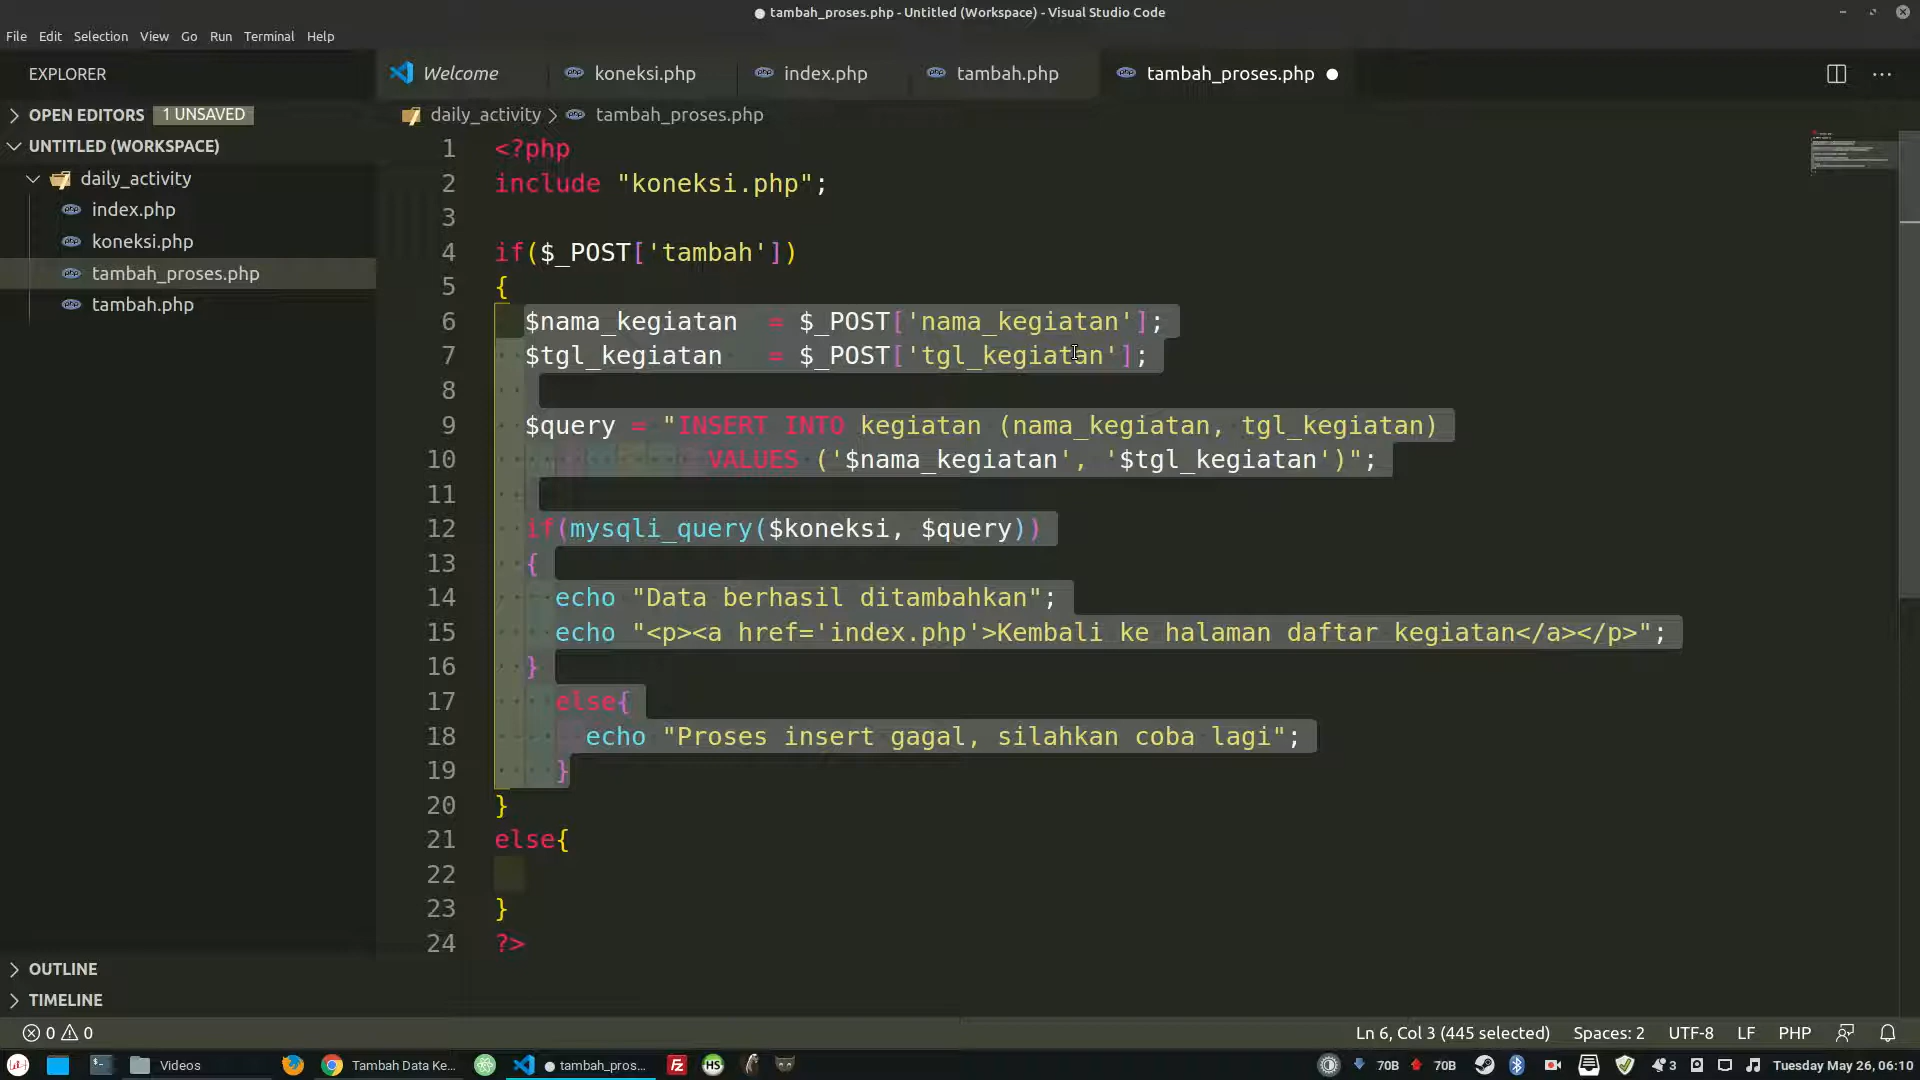 tambah_proses.php - Untitled (Workspace) - Visual Studio Code
File Edit Selection View Go Run Terminal Help
EXPLORER
Welcome
koneksi.php
index.php
tambah.php
tambah_proses.php
OPEN EDITORS 1 UNSAVED
daily_activity > tambah_proses.php
UNTITLED (WORKSPACE)
daily_activity
index.php
koneksi.php
tambah_proses.php
tambah.php
1 <?php
2 include "koneksi.php";
3
4 if($_POST['tambah'])
5 {
6 $nama_kegiatan = $_POST['nama_kegiatan'];
7 $tgl_kegiatan = $_POST['tgl_kegiatan'];
8
9 $query = "INSERT INTO kegiatan (nama_kegiatan, tgl_kegiatan)
10 VALUES ('$nama_kegiatan', '$tgl_kegiatan')";
11
12 if(mysqli_query($koneksi, $query))
13 {
14 echo "Data berhasil ditambahkan";
15 echo "<p><a href='index.php'>Kembali ke halaman daftar kegiatan</a></p>";
16 }
17 else{
18 echo "Proses insert gagal, silahkan coba lagi";
19 }
20 }
21 else{
22
23 }
24 ?>
OUTLINE
TIMELINE
0 0
Ln 6, Col 3 (445 selected) Spaces: 2 UTF-8 LF PHP
Videos
Tambah Data Ke...
tambah_pros...
HS
70B 70B
3
Tuesday May 26, 06:10